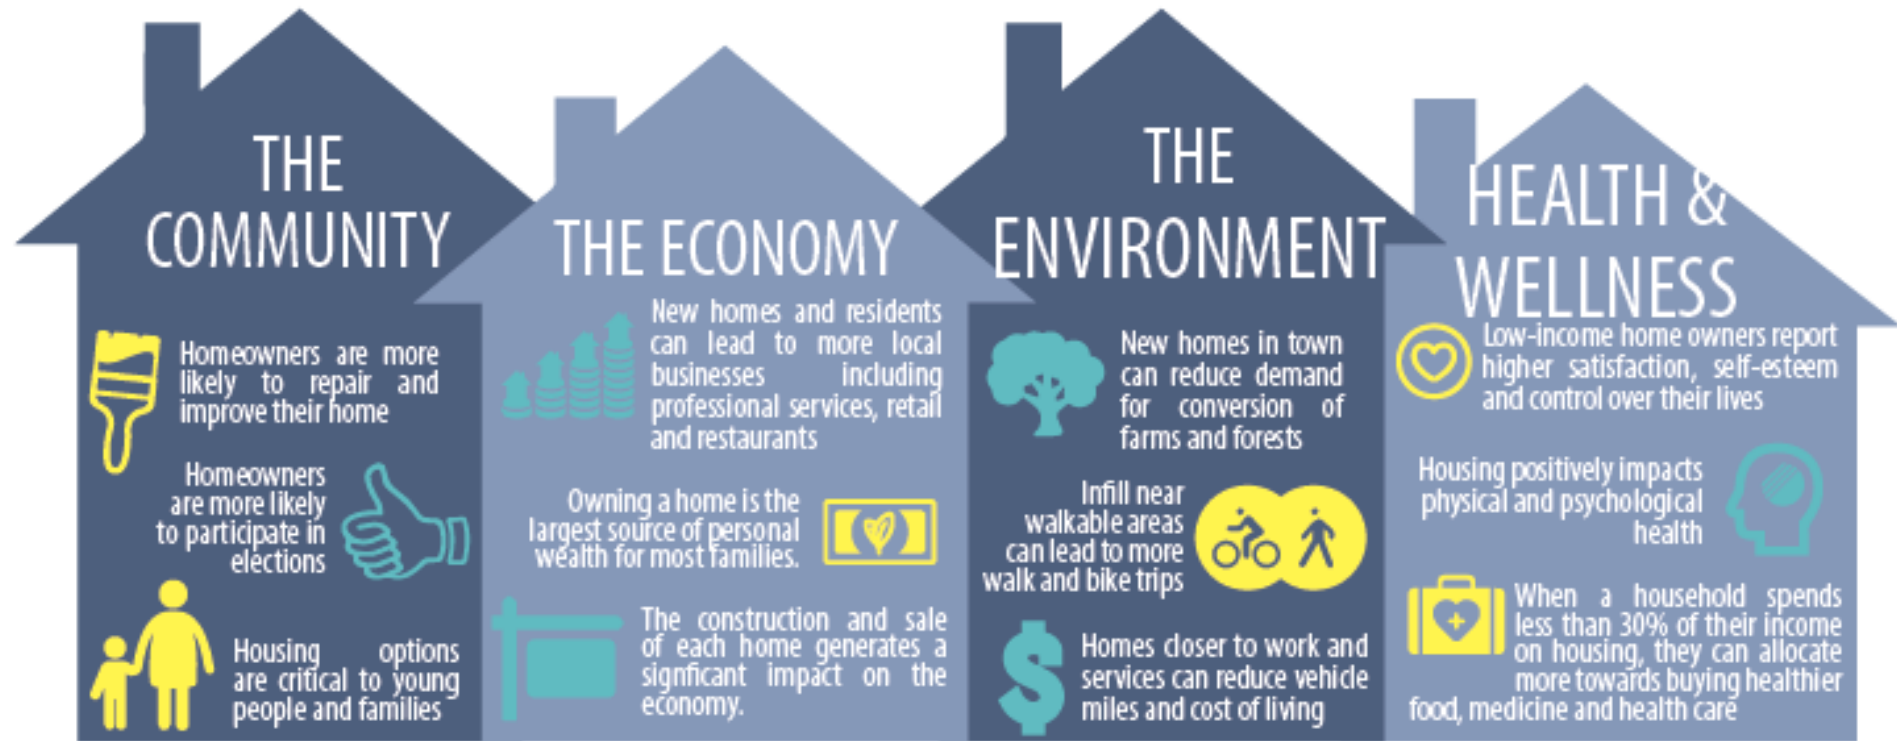 THE
COMMUNITY
Homeowners are more
likely to repair and
improve their home
Homeowners
are more likely
to participate in
elections
Housing options
are critical to young
people and families
THE ECONOMY
New homes and residents
can lead to more local
businesses including
professional services, retail
and restaurants
Owning a home is the
largest source of personal
wealth for most families.
The construction and sale
of each home generates a
signficant impact on the
economy.
THE
ENVIRONMENT
New homes in town
can reduce demand
for conversion of
farms and forests
Infill near
walkable areas
can lead to more
walk and bike trips
Homes closer to work and
services can reduce vehicle
miles and cost of living
HEALTH &
WELLNESS
Low-income home owners report
higher satisfaction, self-esteem
and control over their lives
Housing positively impacts
physical and psychological
health
When a household spends
less than 30% of their income
on housing, they can allocate
more towards buying healthier
food, medicine and health care